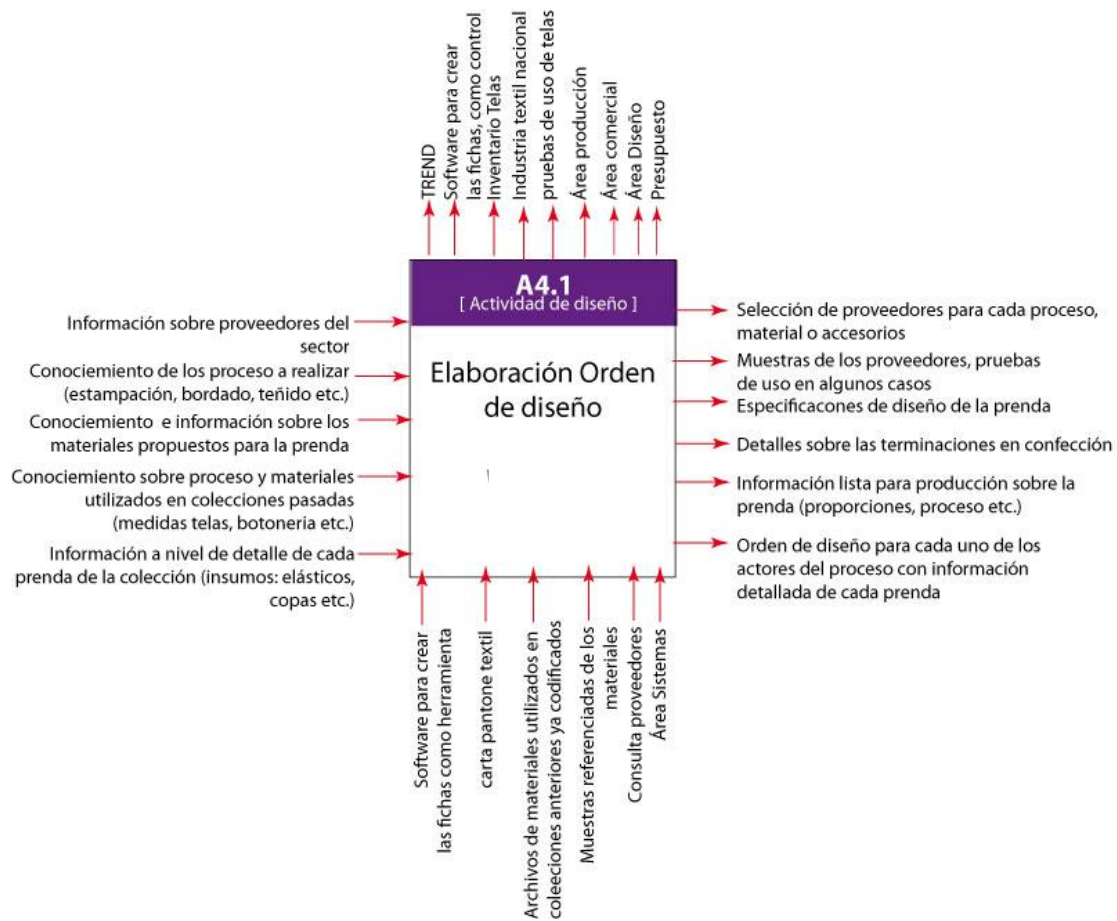 TREND
Software para crear
las fichas, como control
Inventario Telas
Industria textil nacional
pruebas de uso de telas
Área producción
Área comercial
Área Diseño
Presupuesto
A4.1
[ Actividad de diseño ]
Elaboración Orden
de diseño
Información sobre proveedores del
sector
Conociemiento de los proceso a realizar
(estampación, bordado, teñido etc.)
Conociemiento e información sobre los
materiales propuestos para la prenda
Conociemiento sobre proceso y materiales
utilizados en colecciones pasadas
(medidas telas, botoneria etc.)
Información a nivel de detalle de cada
prenda de la colección (insumos: elásticos,
copas etc.)
Selección de proveedores para cada proceso,
material o accesorios
Muestras de los proveedores, pruebas
de uso en algunos casos
Especificacones de diseño de la prenda
Detalles sobre las terminaciones en confección
Información lista para producción sobre la
prenda (proporciones, proceso etc.)
Orden de diseño para cada uno de los
actores del proceso con información
detallada de cada prenda
Software para crear
las fichas como herramienta
carta pantone textil
Archivos de materiales utilizados en
coleeciones anteriores ya codificados
Muestras referenciadas de los
materiales
Consulta proveedores
Área Sistemas